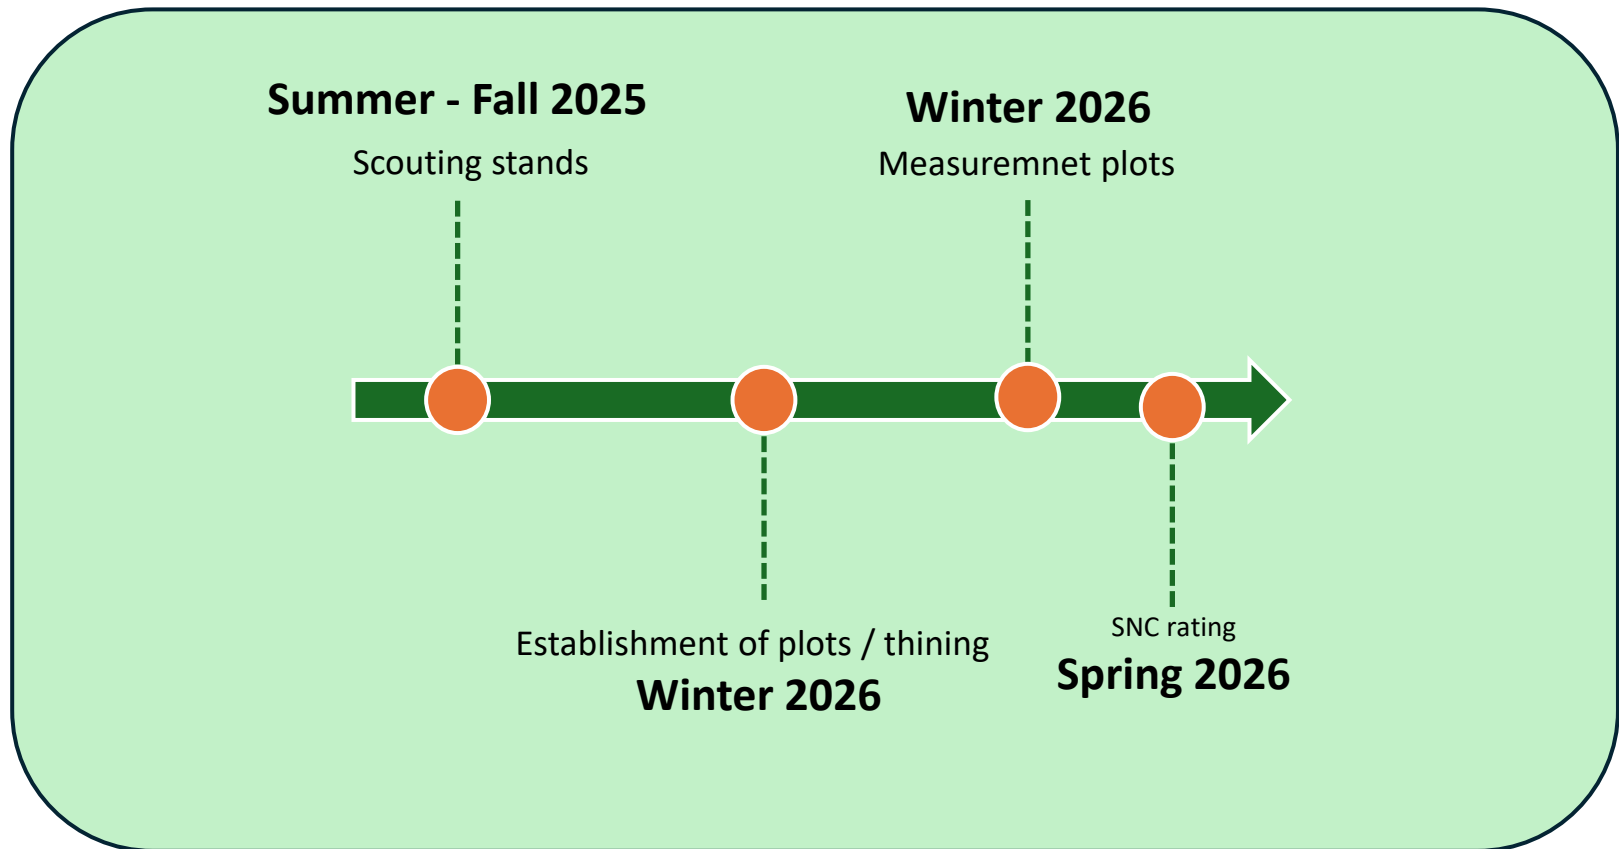 Summer - Fall 2025
Scouting stands
Winter 2026
Measuremnet plots
Establishment of plots / thining
Winter 2026
SNC rating
Spring 2026